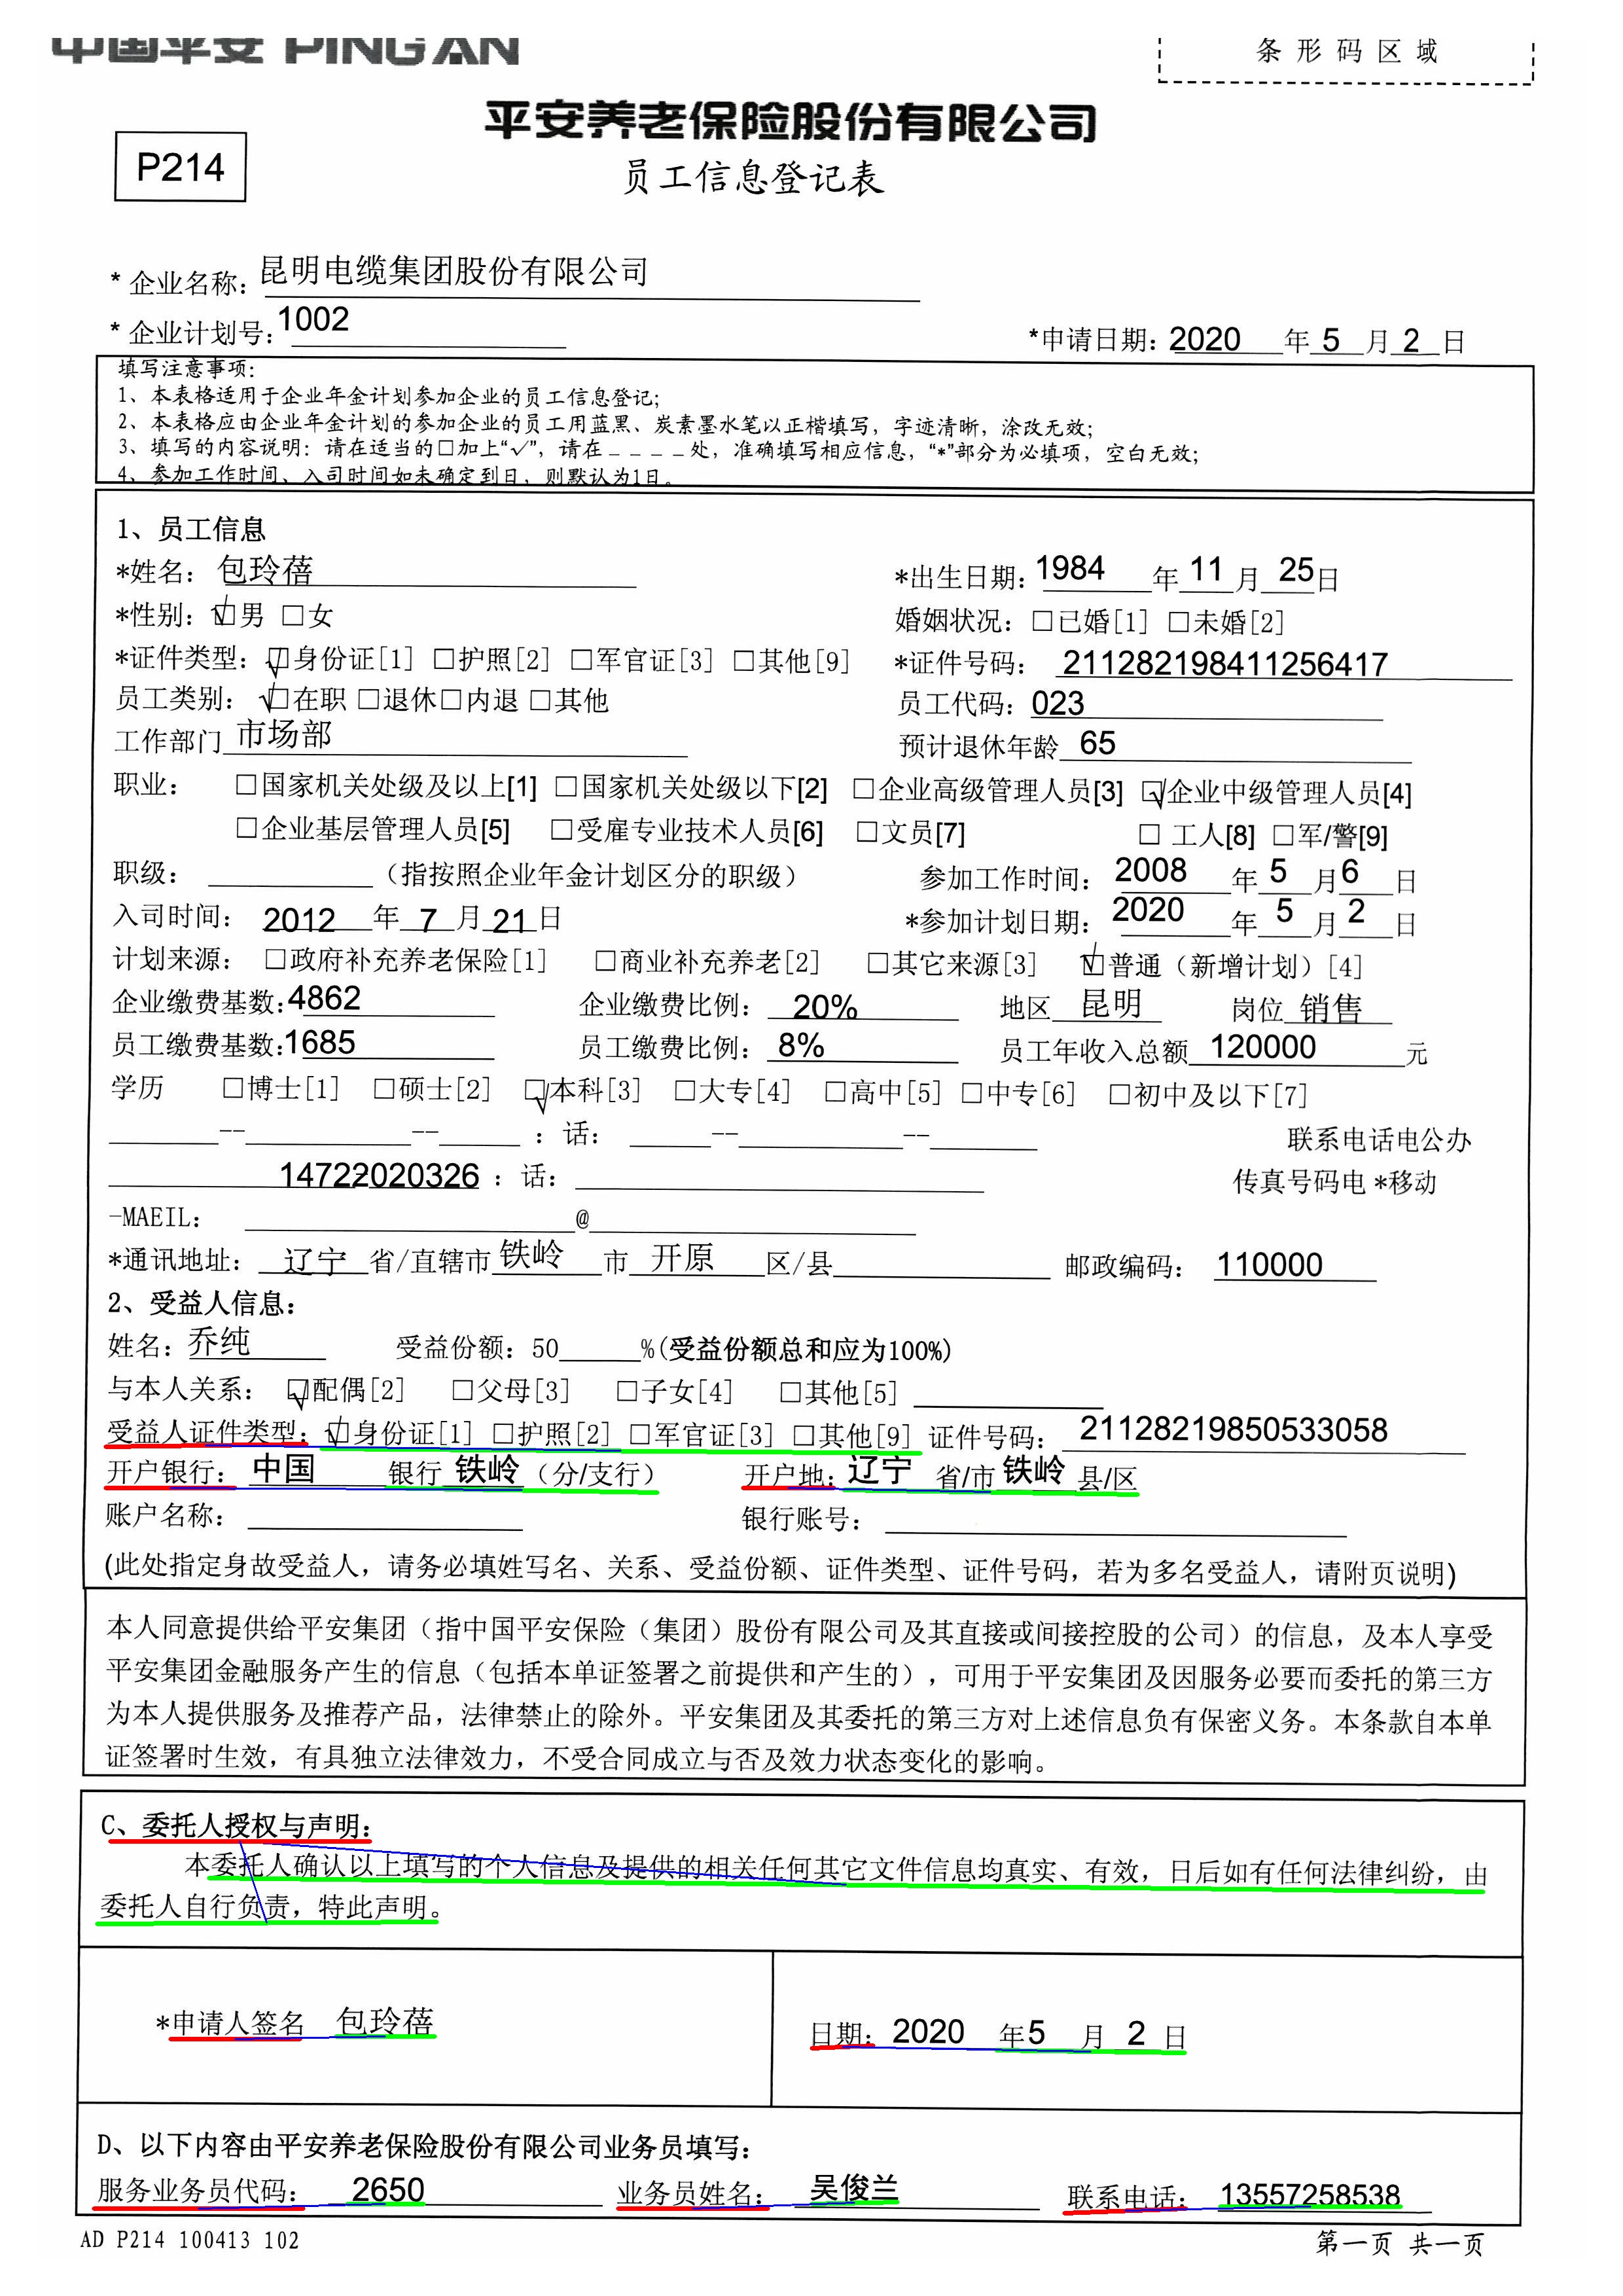 中国平安 PING AN
条形码区域
平安养老保险股份有限公司
P214
员工信息登记表
* 企业名称: 昆明电缆集团股份有限公司
* 企业计划号: 1002 *申请日期: 2020 年 5 月 2 日
填写注意事项:
1、本表格适用于企业年金计划参加企业的员工信息登记;
2、本表格应由企业年金计划的参加企业的员工用蓝黑、炭素墨水笔以正楷填写, 字迹清晰, 涂改无效;
3、填写的内容说明: 请在适当的□加上“√”, 请在 _ _ _ _ 处, 准确填写相应信息, “*”部分为必填项, 空白无效;
4、参加工作时间、入司时间如未确定到日, 则默认为1日。
1、员工信息
*姓名: 包玲蓓 *出生日期: 1984 年 11 月 25日
*性别: ☑男 □女 婚姻状况: □已婚[1] □未婚[2]
*证件类型: ☑身份证[1] □护照[2] □军官证[3] □其他[9] *证件号码: 211282198411256417
员工类别: ☑在职 □退休□内退 □其他 员工代码: 023
工作部门 市场部 预计退休年龄 65
职业: □国家机关处级及以上[1] □国家机关处级以下[2] □企业高级管理人员[3] ☑企业中级管理人员[4]
□企业基层管理人员[5] □受雇专业技术人员[6] □文员[7] □ 工人[8] □军/警[9]
职级: ______ (指按照企业年金计划区分的职级) 参加工作时间: 2008 年 5 月6 日
入司时间: 2012 年 7 月 21 日 *参加计划日期: 2020 年 5 月 2 日
计划来源: □政府补充养老保险[1] □商业补充养老[2] □其它来源[3] ☑普通(新增计划)[4]
企业缴费基数:4862 企业缴费比例: 20% 地区 昆明 岗位 销售
员工缴费基数:1685 员工缴费比例: 8% 员工年收入总额 120000 元
学历 □博士[1] □硕士[2] ☑本科[3] □大专[4] □高中[5] □中专[6] □初中及以下[7]
______--______--______ : 话: ______--______--______ 联系电话电公办
14722020326 : 话: ______ 传真号码电 *移动
-MAEIL: ______@______
*通讯地址: 辽宁 省/直辖市 铁岭 市 开原 区/县______ 邮政编码: 110000
2、受益人信息:
姓名: 乔纯 受益份额: 50______%(受益份额总和应为100%)
与本人关系: ☑配偶[2] □父母[3] □子女[4] □其他[5]______
受益人证件类型: ☑身份证[1] □护照[2] □军官证[3] □其他[9] 证件号码: 21128219850533058
开户银行: 中国 银行 铁岭 (分/支行) 开户地: 辽宁 省/市 铁岭 县/区
账户名称: ______ 银行账号: ______
(此处指定身故受益人, 请务必填姓写名、关系、受益份额、证件类型、证件号码, 若为多名受益人, 请附页说明)
本人同意提供给平安集团(指中国平安保险(集团)股份有限公司及其直接或间接控股的公司)的信息, 及本人享受
平安集团金融服务产生的信息(包括本单证签署之前提供和产生的), 可用于平安集团及因服务必要而委托的第三方
为本人提供服务及推荐产品, 法律禁止的除外。平安集团及其委托的第三方对上述信息负有保密义务。本条款自本单
证签署时生效, 有具独立法律效力, 不受合同成立与否及效力状态变化的影响。
C、委托人授权与声明:
本委托人确认以上填写的个人信息及提供的相关任何其它文件信息均真实、有效, 日后如有任何法律纠纷, 由
委托人自行负责, 特此声明。
*申请人签名 包玲蓓 日期: 2020 年5 月 2 日
D、以下内容由平安养老保险股份有限公司业务员填写:
服务业务员代码: 2650 业务员姓名: 吴俊兰 联系电话: 13557258538
AD P214 100413 102 第一页 共一页